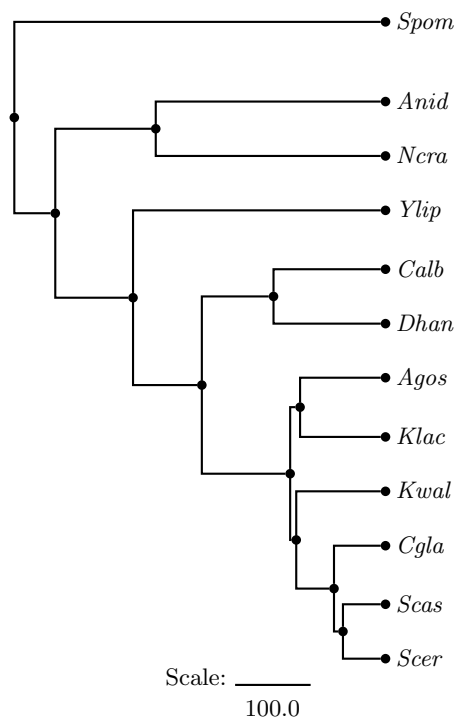 Spom
Anid
Ncra
Ylip
Calb
Dhan
Agos
Klac
Kwal
Cgla
Scas
Scer
Scale:
100.0